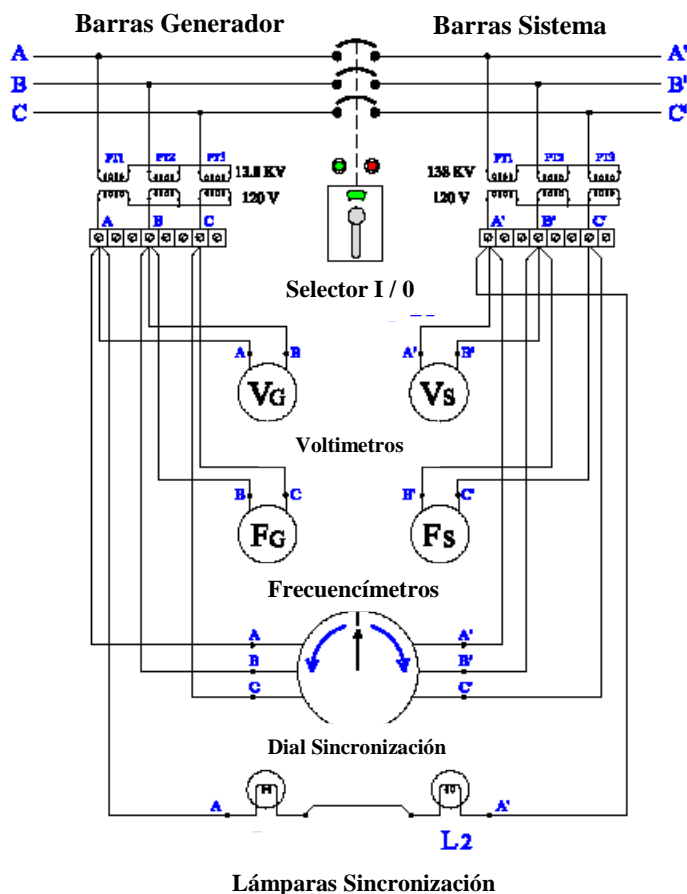 Barras Generador
Barras Sistema
A A'
B B'
C C'
PT1 PT2 PT3
13.8 KV
120 V
PT1 PT2 PT3
138 KV
120 V
A B C
A' B' C'
Selector I / 0
A B
A' B'
VG
VS
Voltimetros
B C
B' C'
FG
FS
Frecuencímetros
A A'
B B'
C C'
Dial Sincronización
A A'
L2
Lámparas Sincronización